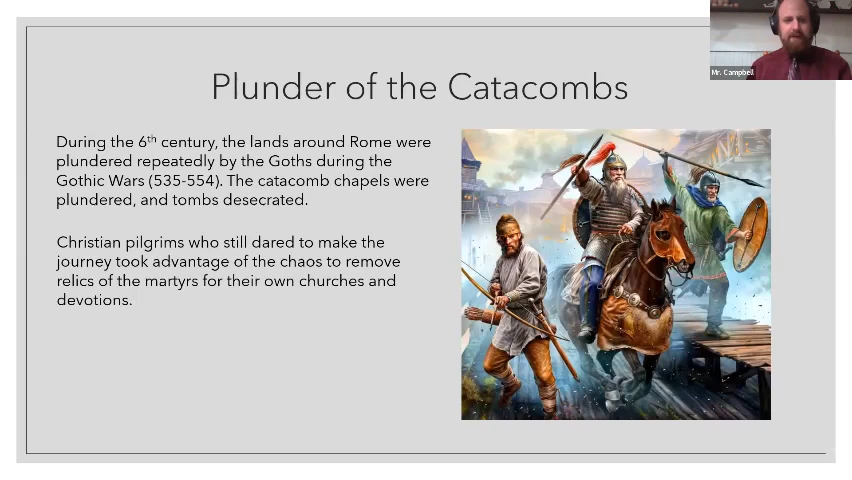 Mr. Campbell
Plunder of the Catacombs
During the 6th century, the lands around Rome were
plundered repeatedly by the Goths during the
Gothic Wars (535-554). The catacomb chapels were
plundered, and tombs desecrated.
Christian pilgrims who still dared to make the
journey took advantage of the chaos to remove
relics of the martyrs for their own churches and
devotions.